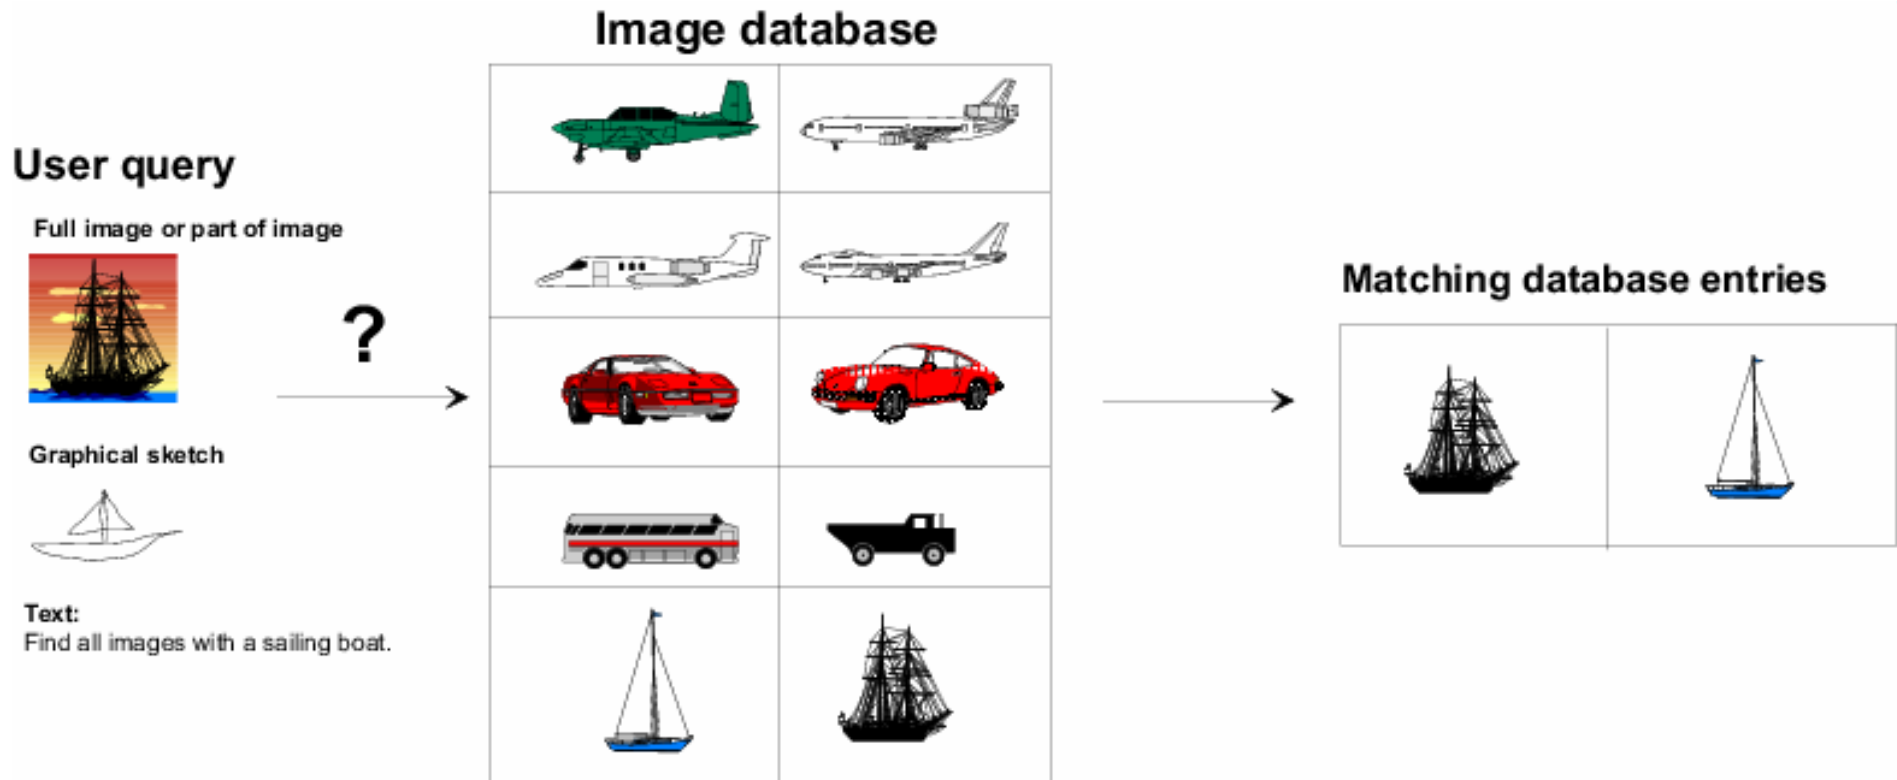 Image database
User query
Full image or part of image
?
Graphical sketch
Text:
Find all images with a sailing boat.
Matching database entries